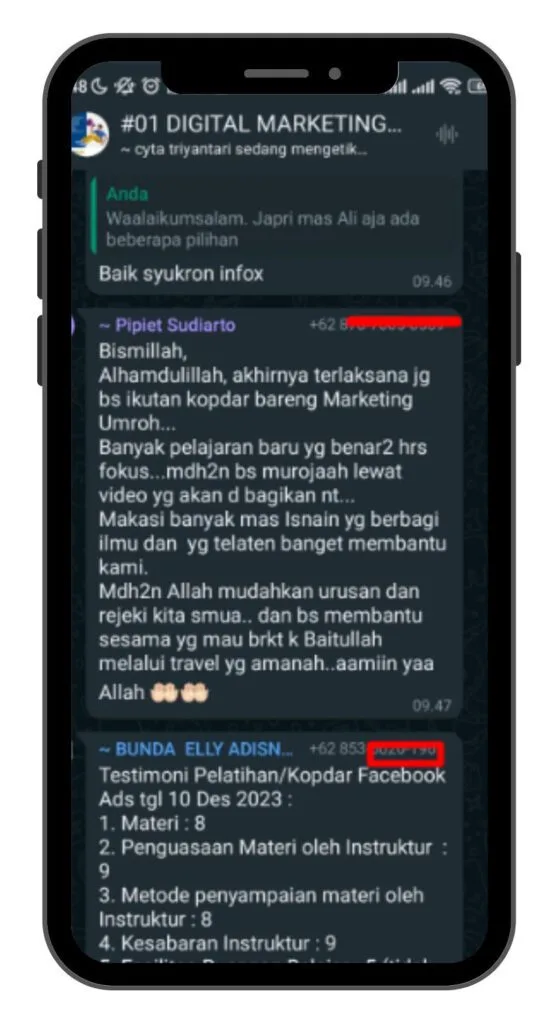 48
#01 DIGITAL MARKETING...
~ cyta triyantari sedang mengetik...
Anda
Waalaikumsalam. Japri mas Ali aja ada
beberapa pilihan
Baik syukron infox
09.46
~ Pipiet Sudiarto +62
Bismillah,
Alhamdulillah, akhirnya terlaksana jg
bs ikutan kopdar bareng Marketing
Umroh...
Banyak pelajaran baru yg benar2 hrs
fokus...mdh2n bs murojaah lewat
video yg akan d bagikan nt...
Makasi banyak mas Isnain yg berbagi
ilmu dan yg telaten banget membantu
kami.
Mdh2n Allah mudahkan urusan dan
rejeki kita smua.. dan bs membantu
sesama yg mau brkt k Baitullah
melalui travel yg amanah..aamiin yaa
Allah 🤲🏻🤲🏻
09.47
~ BUNDA ELLY ADISN... +62 853
Testimoni Pelatihan/Kopdar Facebook
Ads tgl 10 Des 2023 :
1. Materi : 8
2. Penguasaan Materi oleh Instruktur :
9
3. Metode penyampaian materi oleh
Instruktur : 8
4. Kesabaran Instruktur : 9